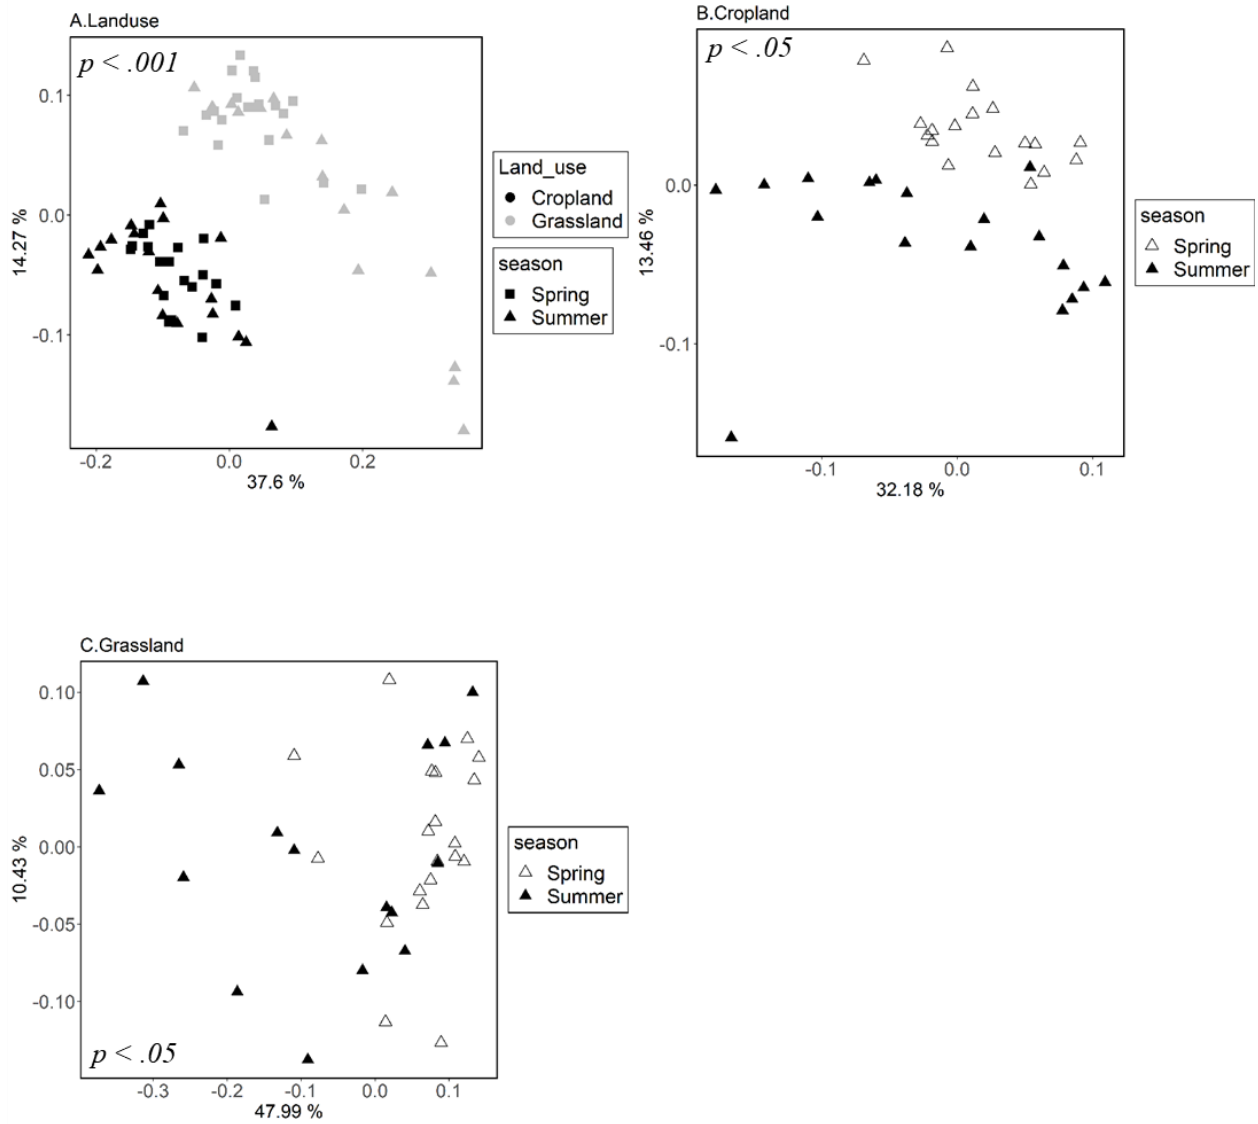 A.Landuse
p < .001
0.1
0.0
-0.1
14.27 %
-0.2
0.0
0.2
37.6 %
Land_use
Cropland
Grassland
season
Spring
Summer
B.Cropland
p < .05
0.0
-0.1
13.46 %
-0.1
0.0
0.1
32.18 %
season
Spring
Summer
C.Grassland
0.10
0.05
0.00
-0.05
-0.10
10.43 %
p < .05
-0.3
-0.2
-0.1
0.0
0.1
47.99 %
season
Spring
Summer